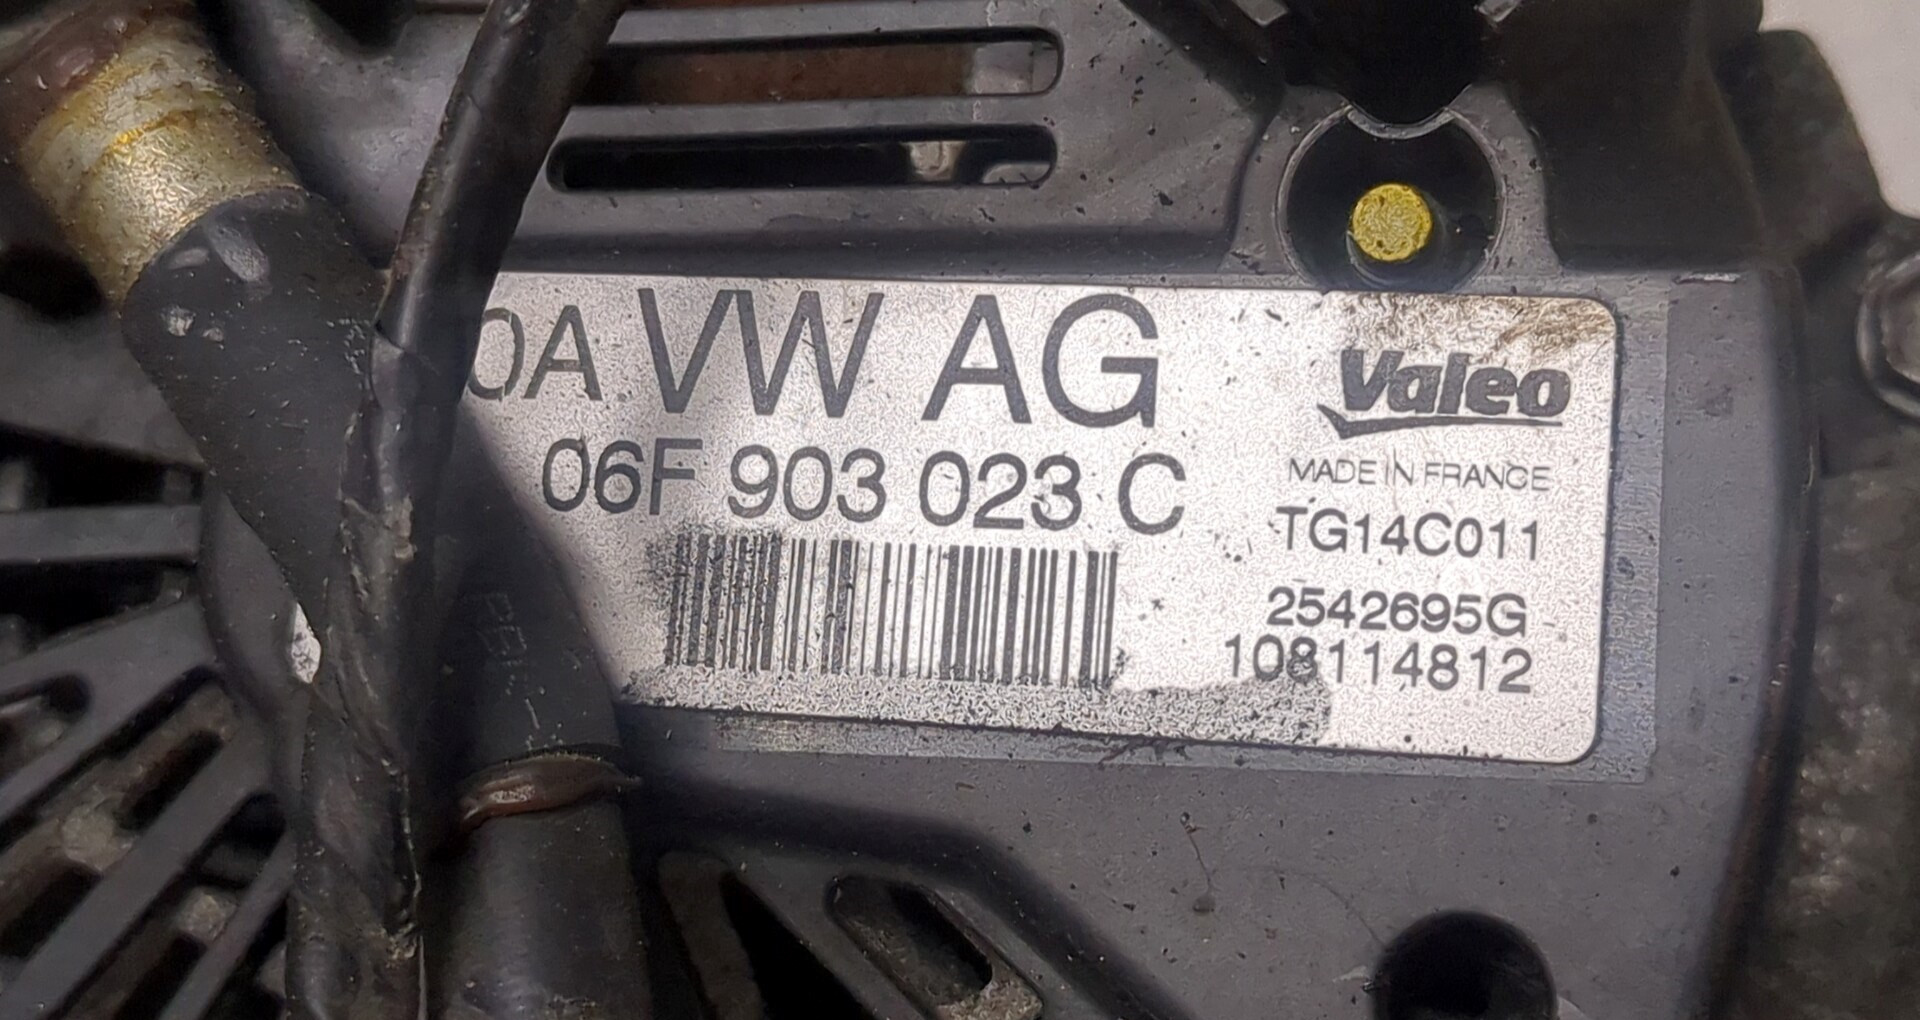 0A VW AG
06F 903 023 C
Valeo
MADE IN FRANCE
TG14C011
2542695G
108114812